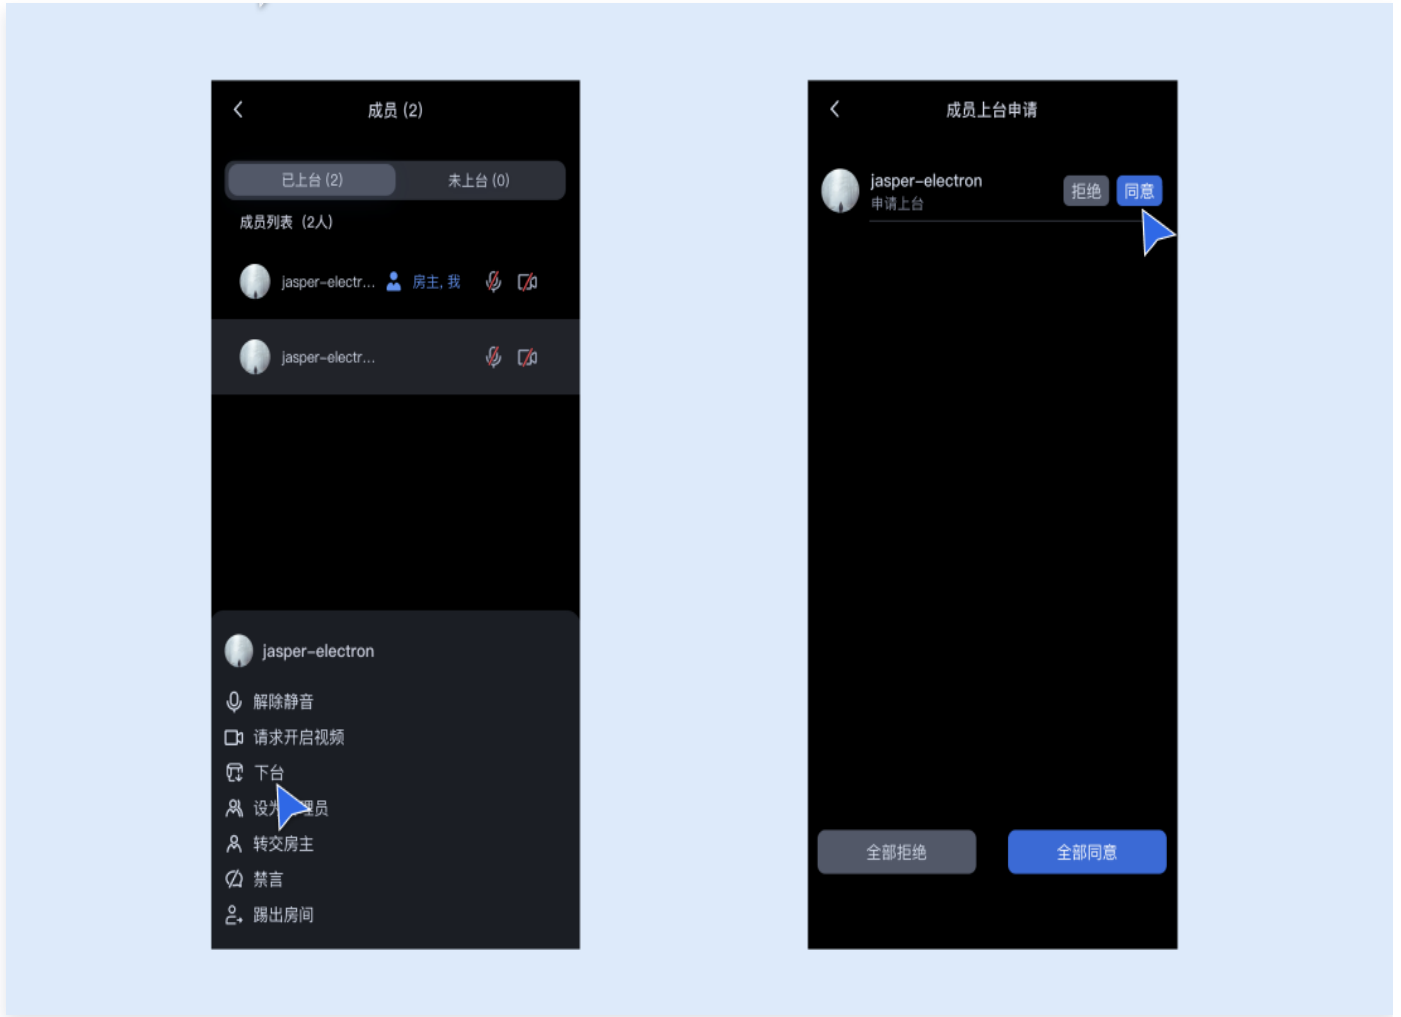 成员 (2)
已上台 (2) 未上台 (0)
成员列表（2人）
jasper-electr... 房主, 我
jasper-electr...
jasper-electron
解除静音
请求开启视频
下台
设为 理员
转交房主
禁言
踢出房间
成员上台申请
jasper-electron
申请上台
拒绝 同意
全部拒绝 全部同意